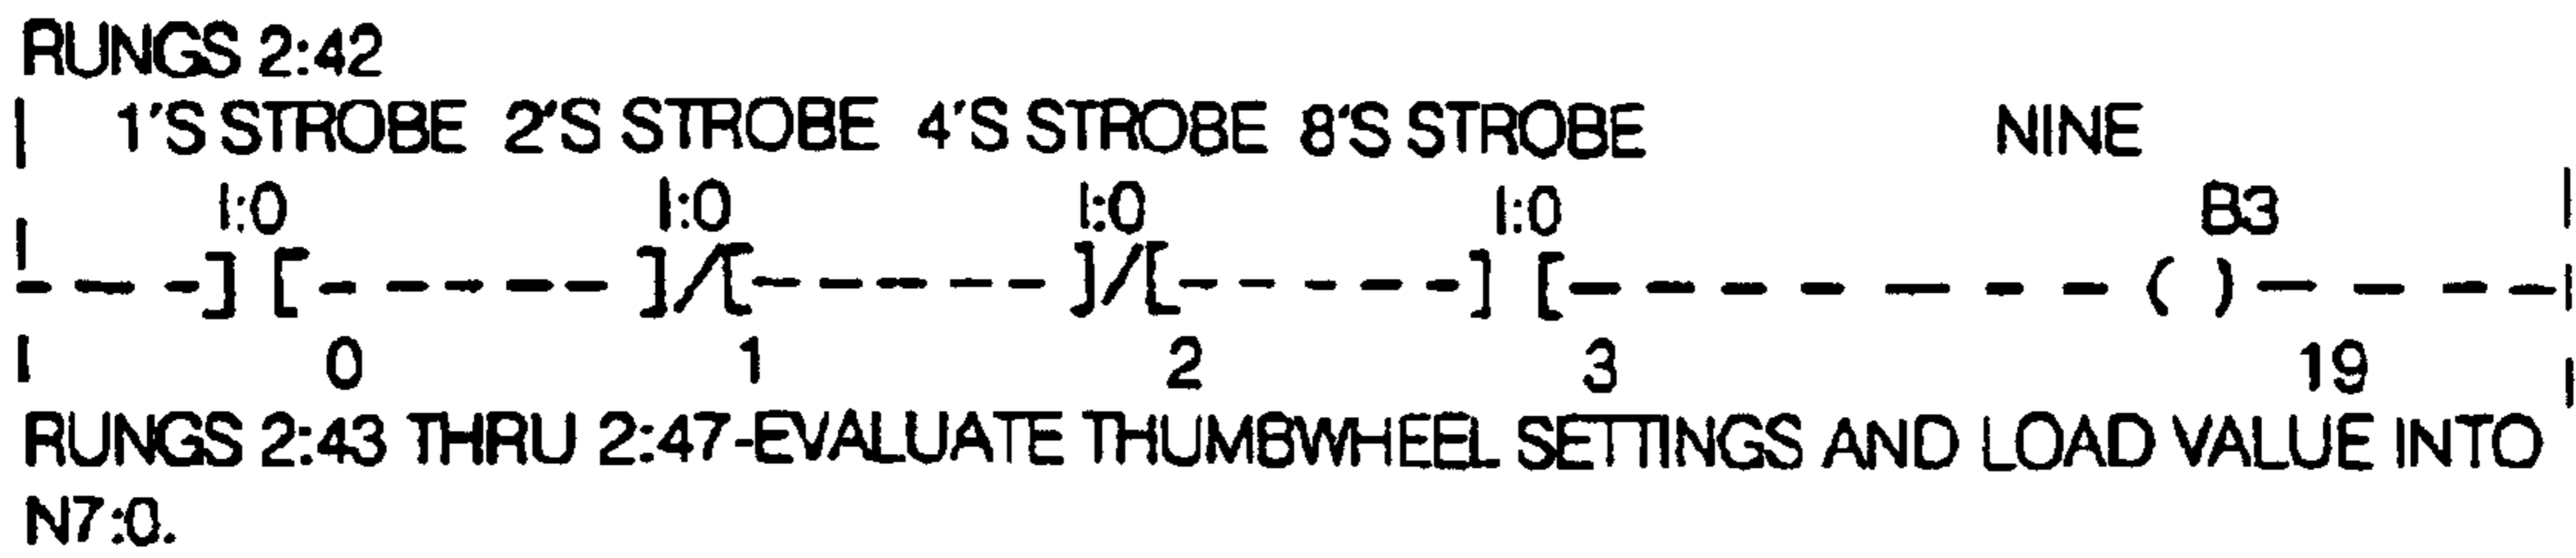 RUNGS 2:42
1'S STROBE 2'S STROBE 4'S STROBE 8'S STROBE NINE
I:0 I:0 I:0 I:0 B3
] [ ]/[ ]/[ ] [ ( )
0 1 2 3 19
RUNGS 2:43 THRU 2:47-EVALUATE THUMBWHEEL SETTINGS AND LOAD VALUE INTO
N7:0.